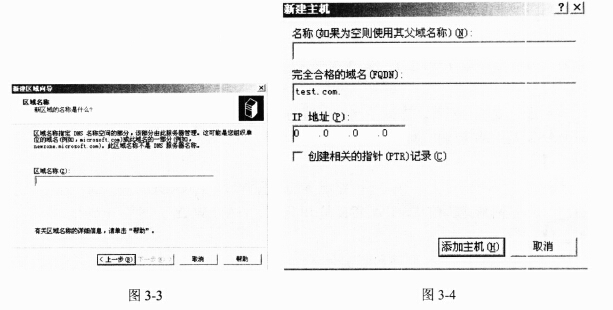 新建区域向导
区域名称
新区域的名称是什么?
区域名称指定 DNS 名称空间的部分，该部分由此服务器管理。这可能是您组织单
位的域名(例如，microsoft.com)或此域名的一部分(例如，
newzone.microsoft.com)。此区域名称不是 DNS 服务器名称。
区域名称(Z):
有关区域名称的详细信息，请单击“帮助”。
< 上一步(B)
下一步
取消
帮助
图 3-3
新建主机
名称(如果为空则使用其父域名称)(N):
完全合格的域名(FQDN):
test.com.
IP 地址(P):
0 .0 .0 .0
创建相关的指针(PTR)记录(C)
添加主机(H)
取消
图 3-4